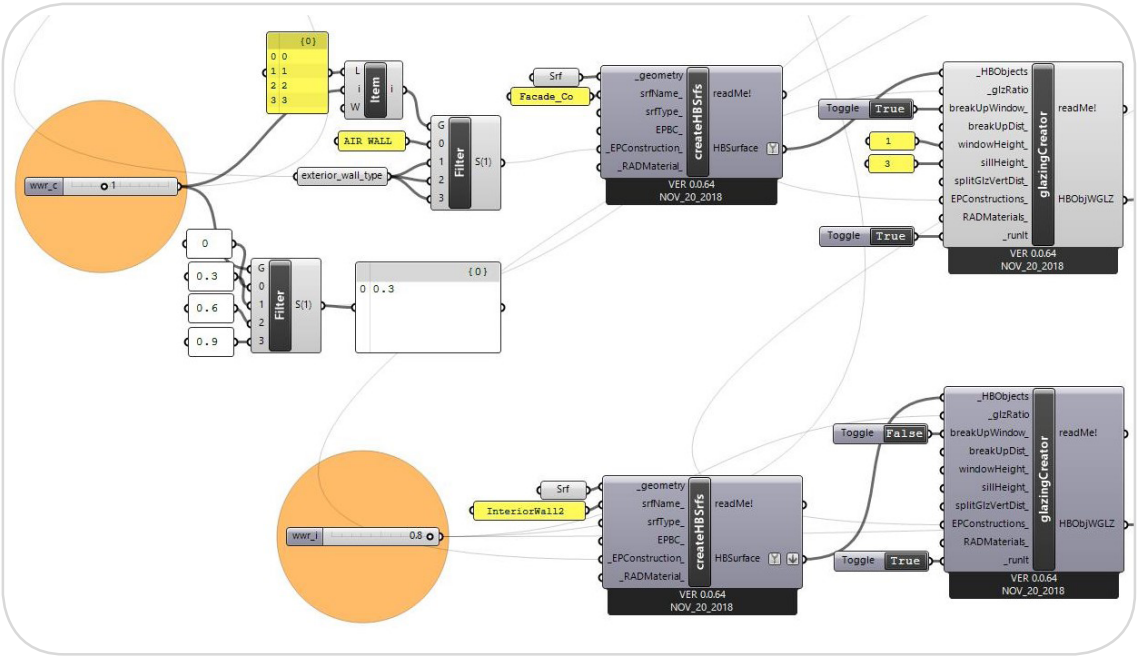 {0}
0 0
1 1
2 2
3 3
L
i
W
Item
i
AIR WALL
exterior_wall_type
G
0
1
2
3
Filter
S(1)
wwr_c
1
0
0.3
0.6
0.9
G
0
1
2
3
Filter
S(1)
{0}
0 0.3
Srf
Facade_Co
_geometry
srfName_
srfType_
EPBC_
_EPConstruction_
_RADMaterial_
createHBSrfs
readMe!
HBSurface
VER 0.0.64
NOV_20_2018
Toggle True
1
3
Toggle True
_HBObjects
_glzRatio
breakUpWindow_
breakUpDist_
windowHeight_
sillHeight_
splitGlzVertDist_
EPConstructions_
RADMaterials_
_runIt
glazingCreator
readMe!
HBObjWGLZ
VER 0.0.64
NOV_20_2018
wwr_i
0.8
Srf
InteriorWall2
_geometry
srfName_
srfType_
EPBC_
_EPConstruction_
_RADMaterial_
createHBSrfs
readMe!
HBSurface
VER 0.0.64
NOV_20_2018
Toggle False
Toggle True
_HBObjects
_glzRatio
breakUpWindow_
breakUpDist_
windowHeight_
sillHeight_
splitGlzVertDist_
EPConstructions_
RADMaterials_
_runIt
glazingCreator
readMe!
HBObjWGLZ
VER 0.0.64
NOV_20_2018